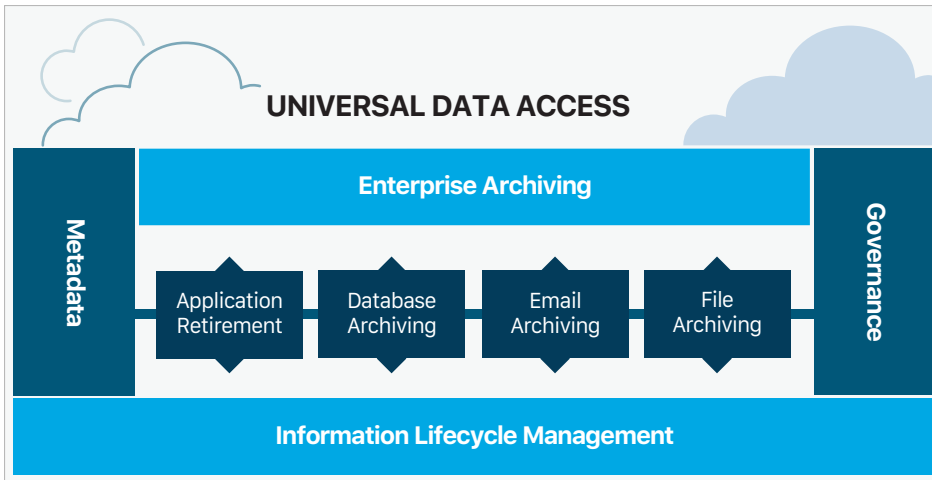 UNIVERSAL DATA ACCESS
Enterprise Archiving
Metadata
Governance
Application
Retirement
Database
Archiving
Email
Archiving
File
Archiving
Information Lifecycle Management